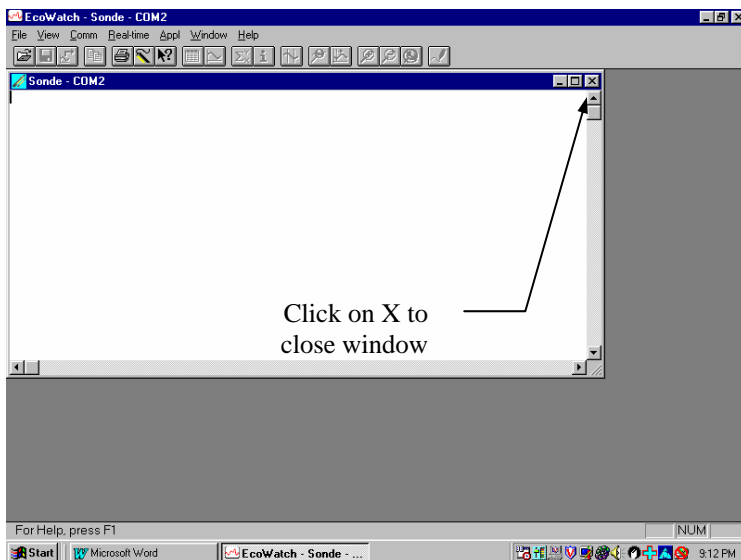 EcoWatch - Sonde - COM2
File View Comm Real-time Appl Window Help
Sonde - COM2
Click on X to
close window
For Help, press F1
NUM
Start
Microsoft Word
EcoWatch - Sonde - ...
9:12 PM